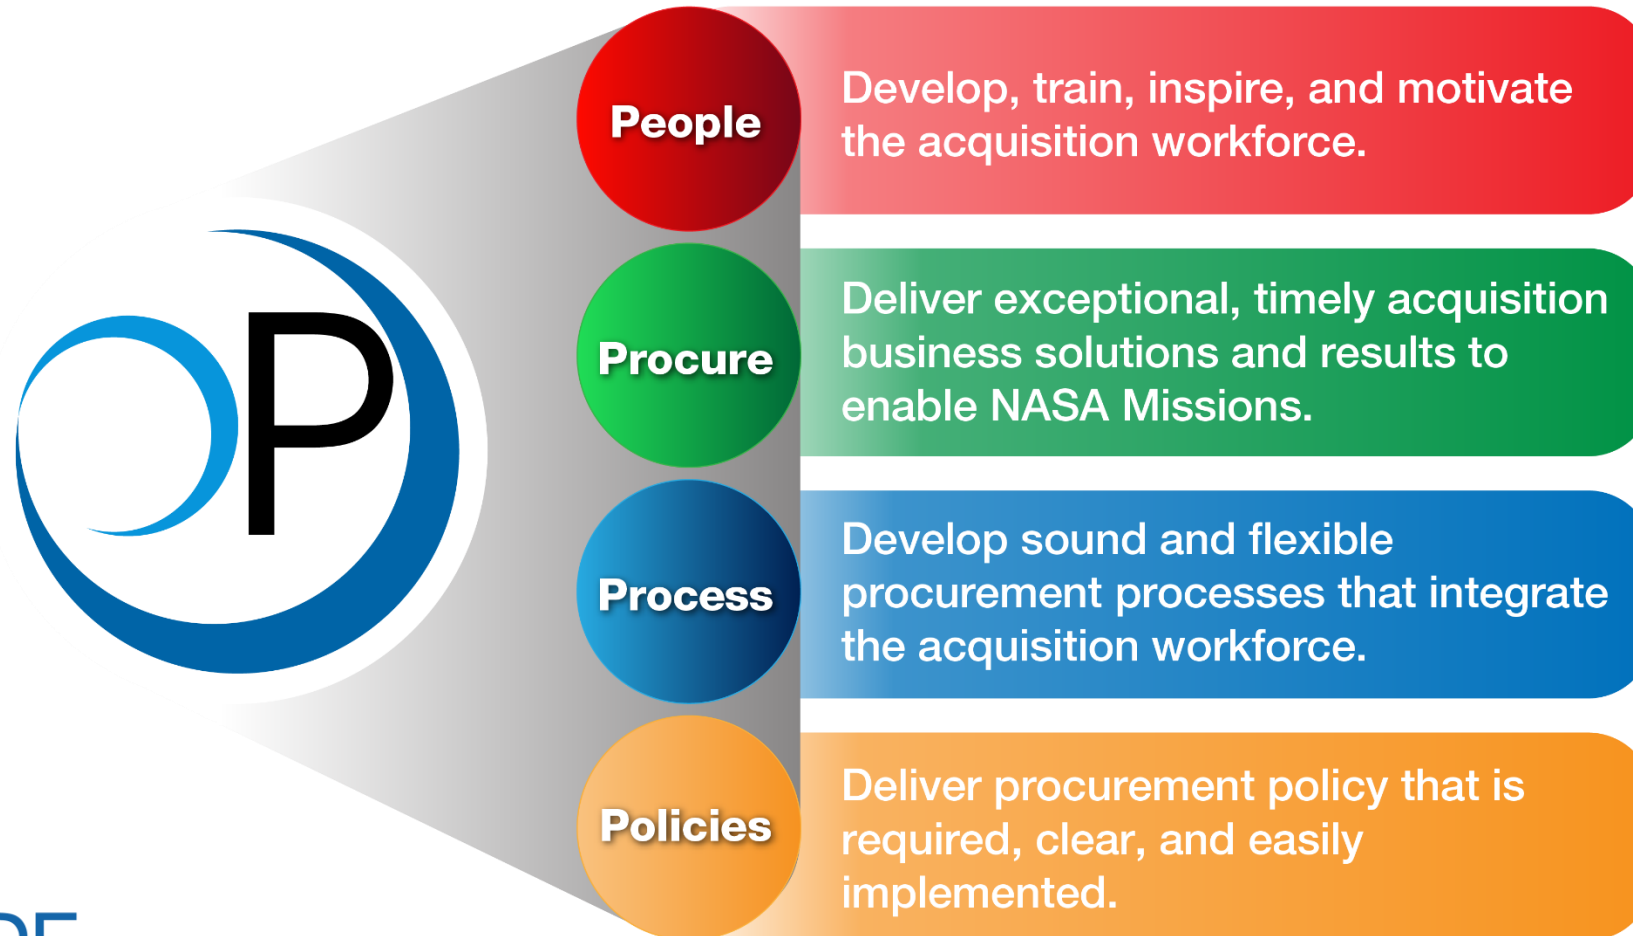 People
Develop, train, inspire, and motivate
the acquisition workforce.
OP
Procure
Deliver exceptional, timely acquisition
business solutions and results to
enable NASA Missions.
Process
Develop sound and flexible
procurement processes that integrate
the acquisition workforce.
Policies
Deliver procurement policy that is
required, clear, and easily
implemented.